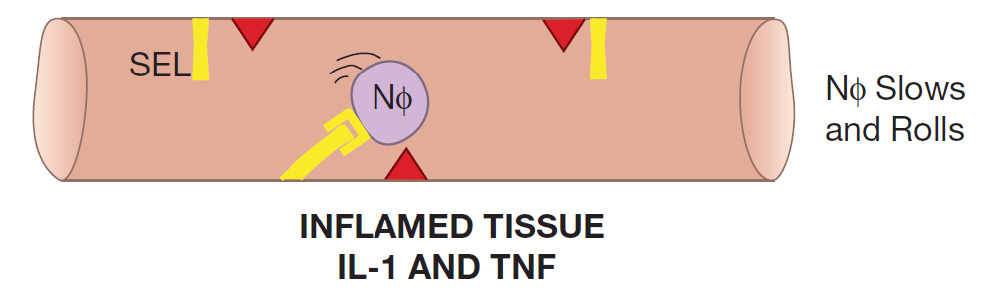 SEL
Nϕ
Nϕ Slows
and Rolls
INFLAMED TISSUE
IL-1 AND TNF